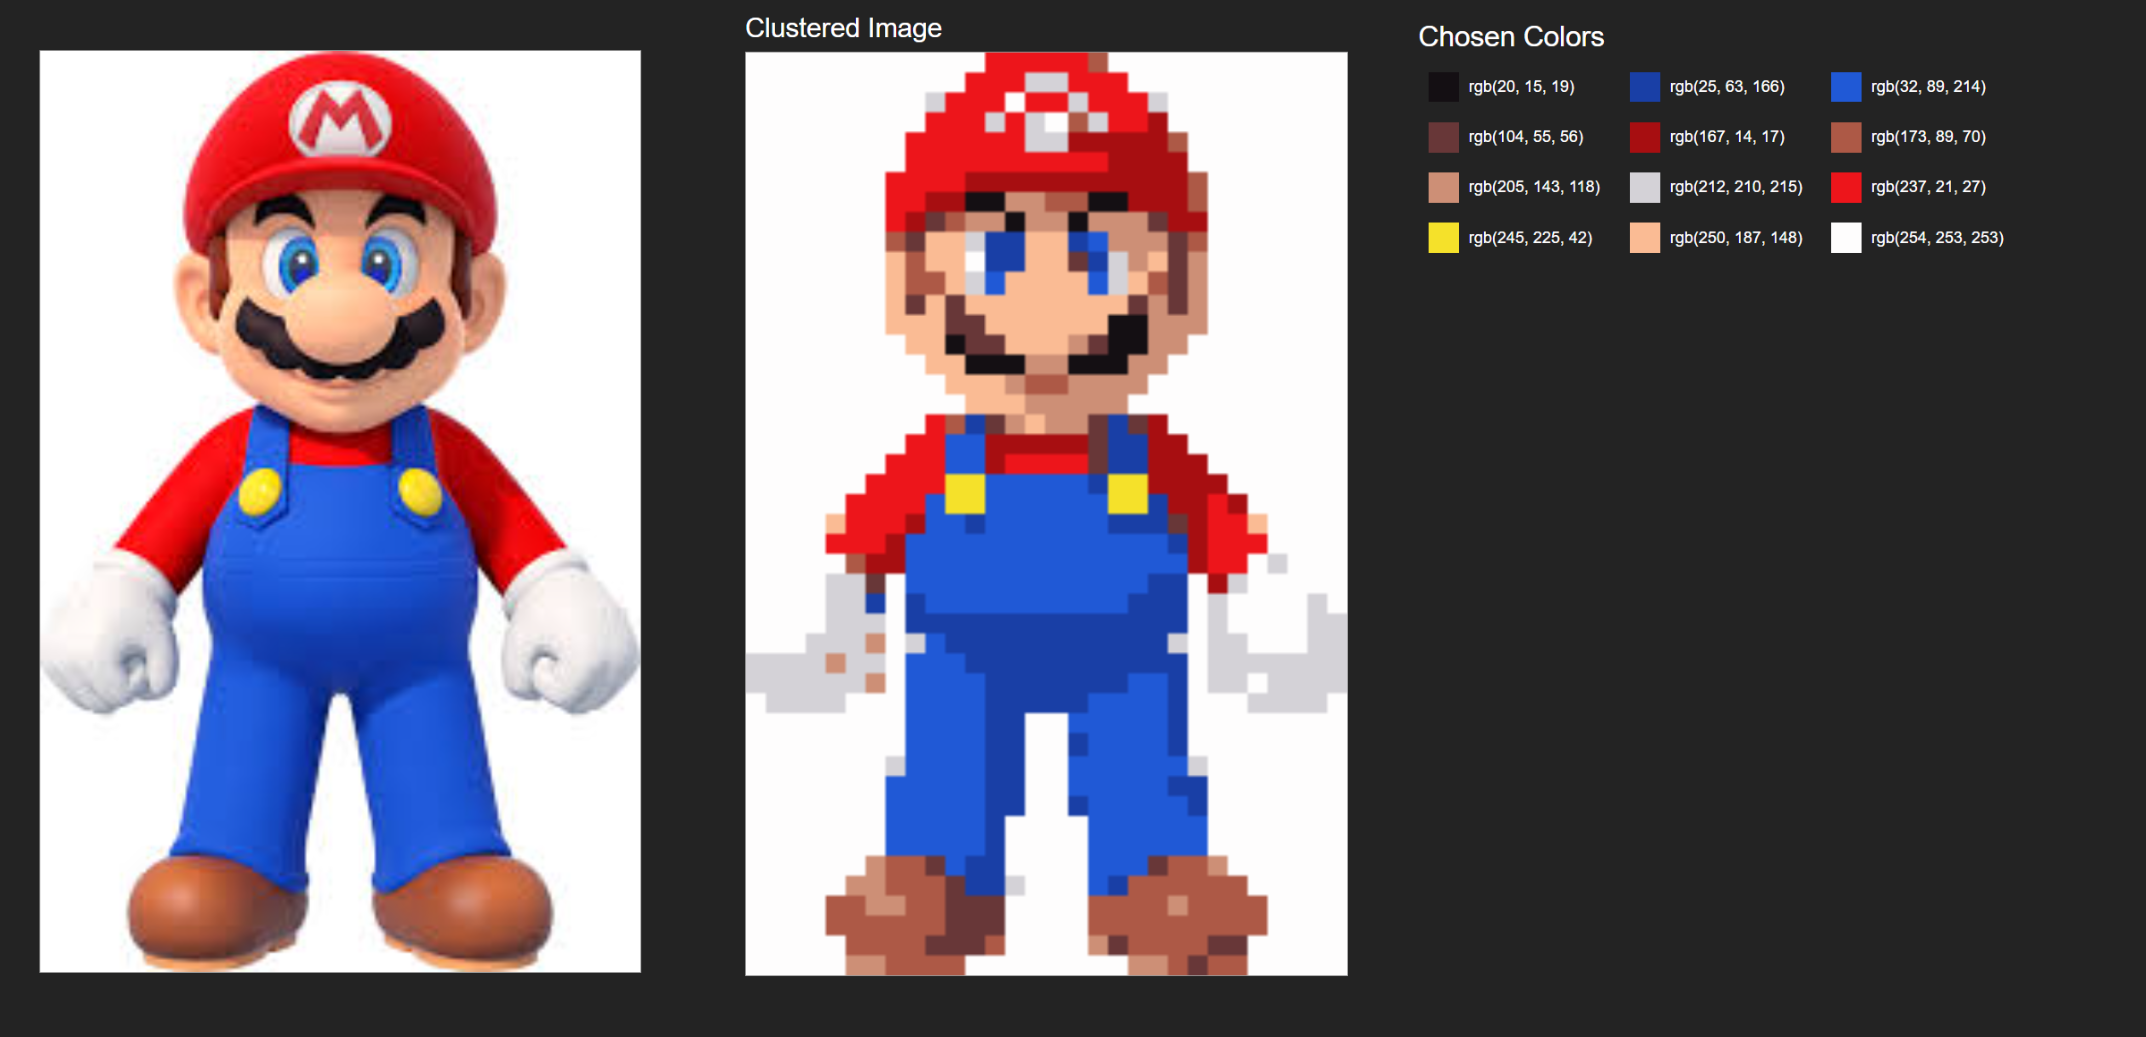 M
Clustered Image
Chosen Colors
rgb(20, 15, 19)
rgb(25, 63, 166)
rgb(32, 89, 214)
rgb(104, 55, 56)
rgb(167, 14, 17)
rgb(173, 89, 70)
rgb(205, 143, 118)
rgb(212, 210, 215)
rgb(237, 21, 27)
rgb(245, 225, 42)
rgb(250, 187, 148)
rgb(254, 253, 253)